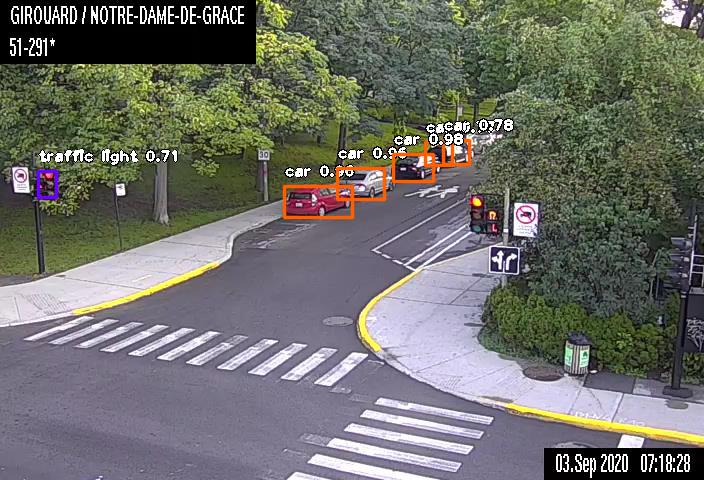 GIROUARD / NOTRE-DAME-DE-GRACE
51-291*
car 0.78
car 0.98
car 0.96
traffic light 0.71
30
car 0.96
03.Sep 2020 07:18:28